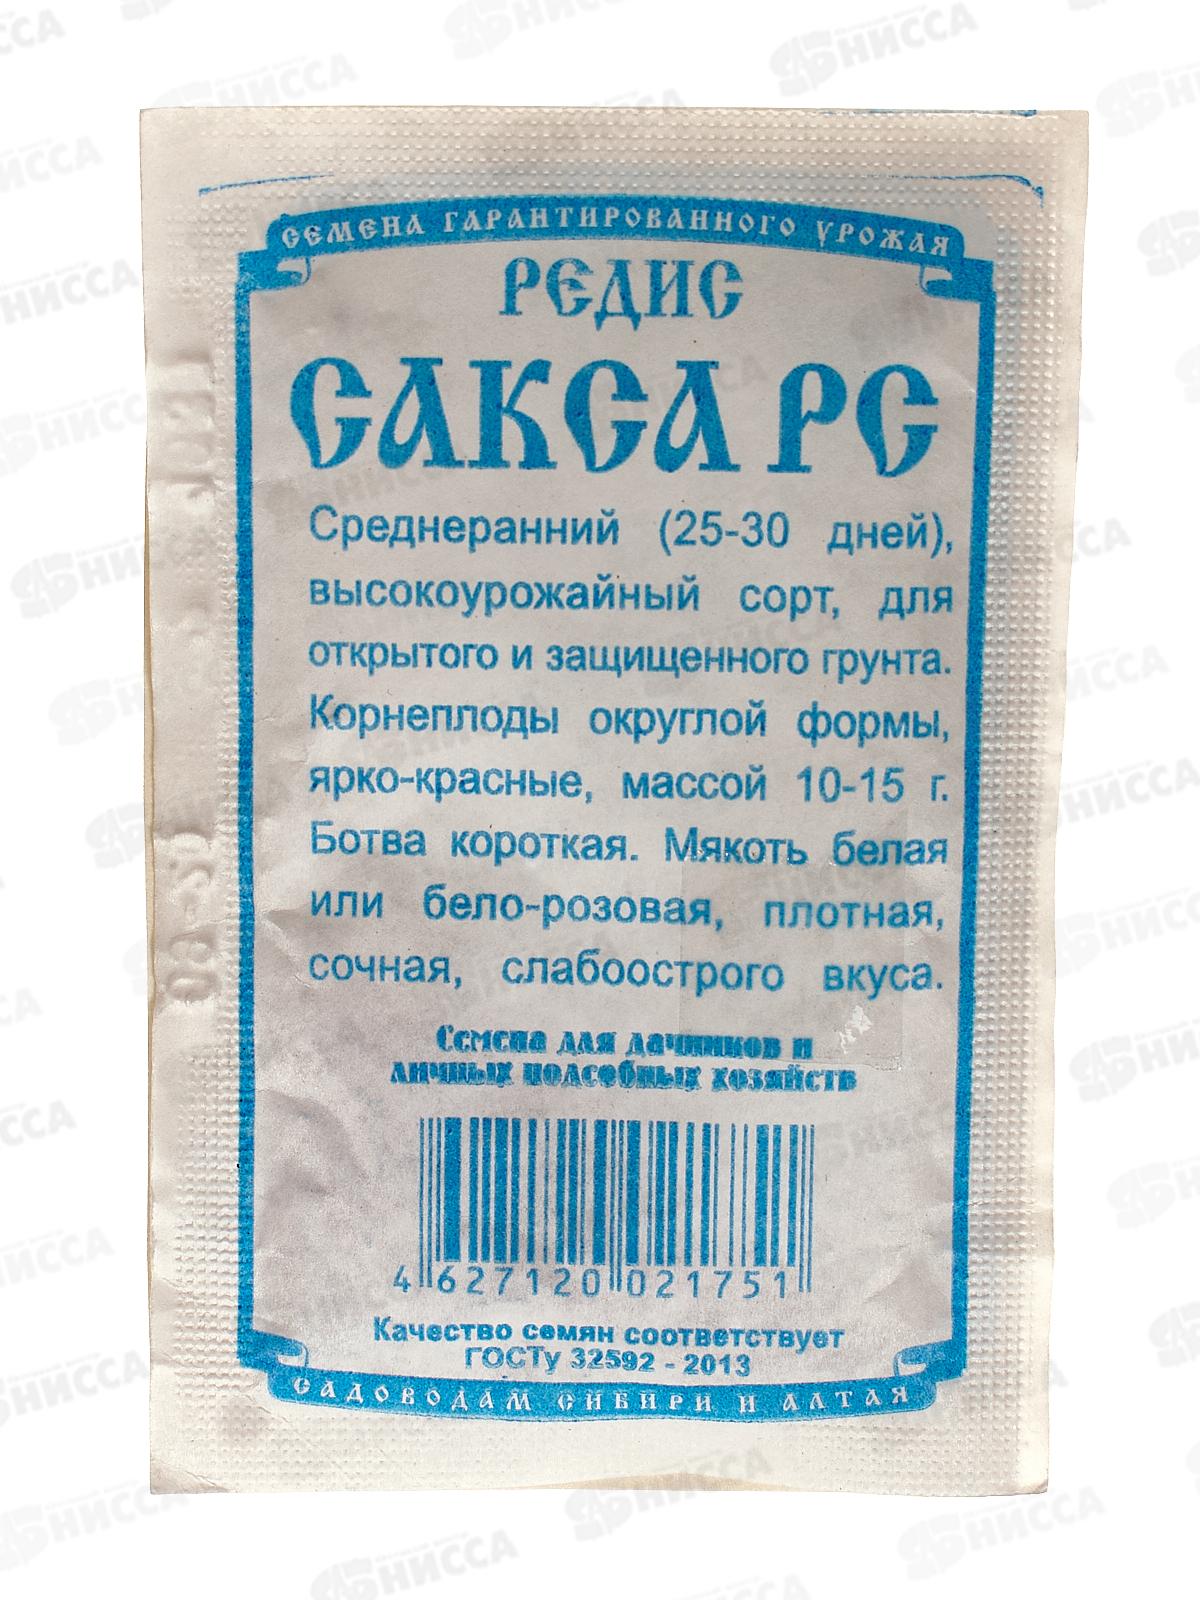 СЕМЕНА ГАРАНТИРОВАННОГО УРОЖАЯ
РЕДИС
САКСА РС
Среднеранний (25-30 дней),
высокоурожайный сорт, для
открытого и защищенного грунта.
Корнеплоды округлой формы,
ярко-красные, массой 10-15 г.
Ботва короткая. Мякоть белая
или бело-розовая, плотная,
сочная, слабоострого вкуса.
Семена для дачников и
личных подсобных хозяйств
4 627120 021751
Качество семян соответствует
ГОСТу 32592 - 2013
САДОВОДАМ СИБИРИ И АЛТАЯ
НИССА